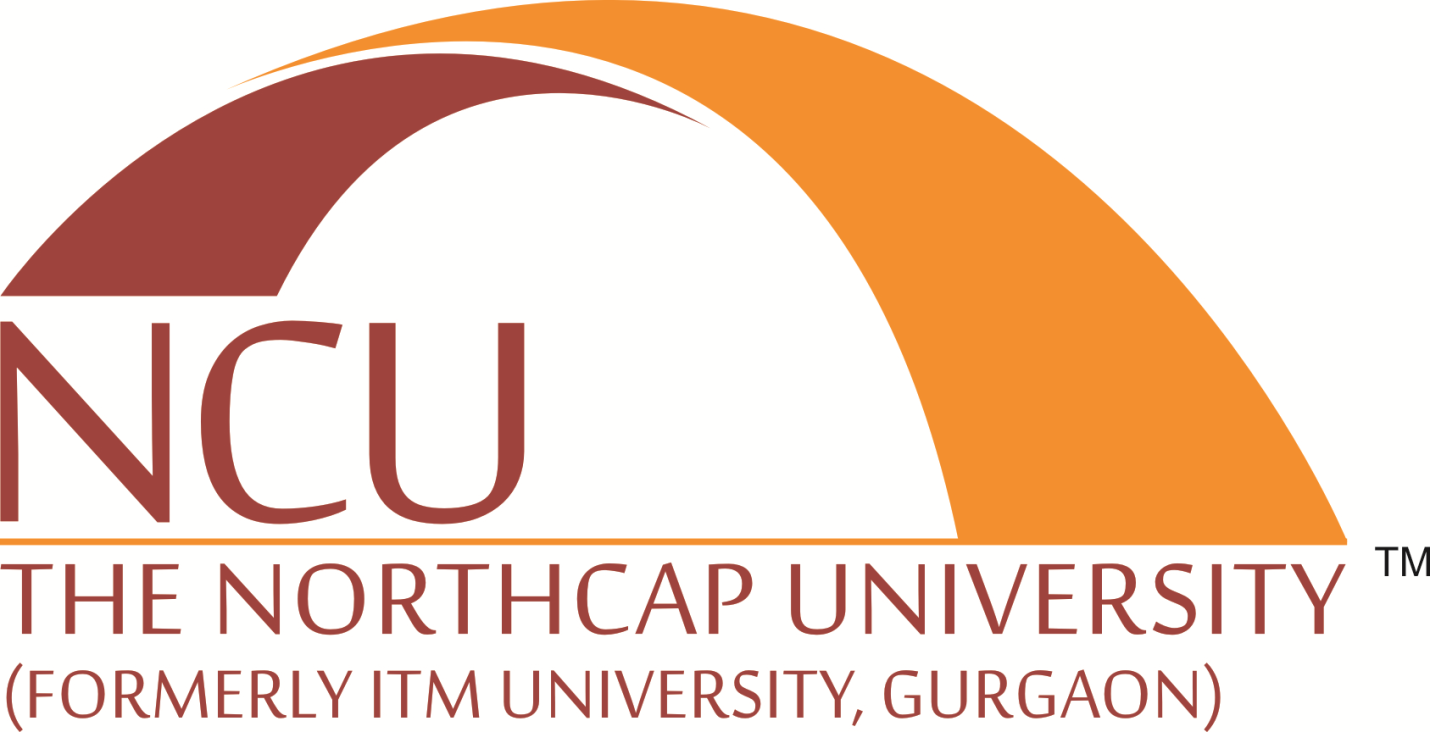 NCU
THE NORTHCAP UNIVERSITY TM
(FORMERLY ITM UNIVERSITY, GURGAON)